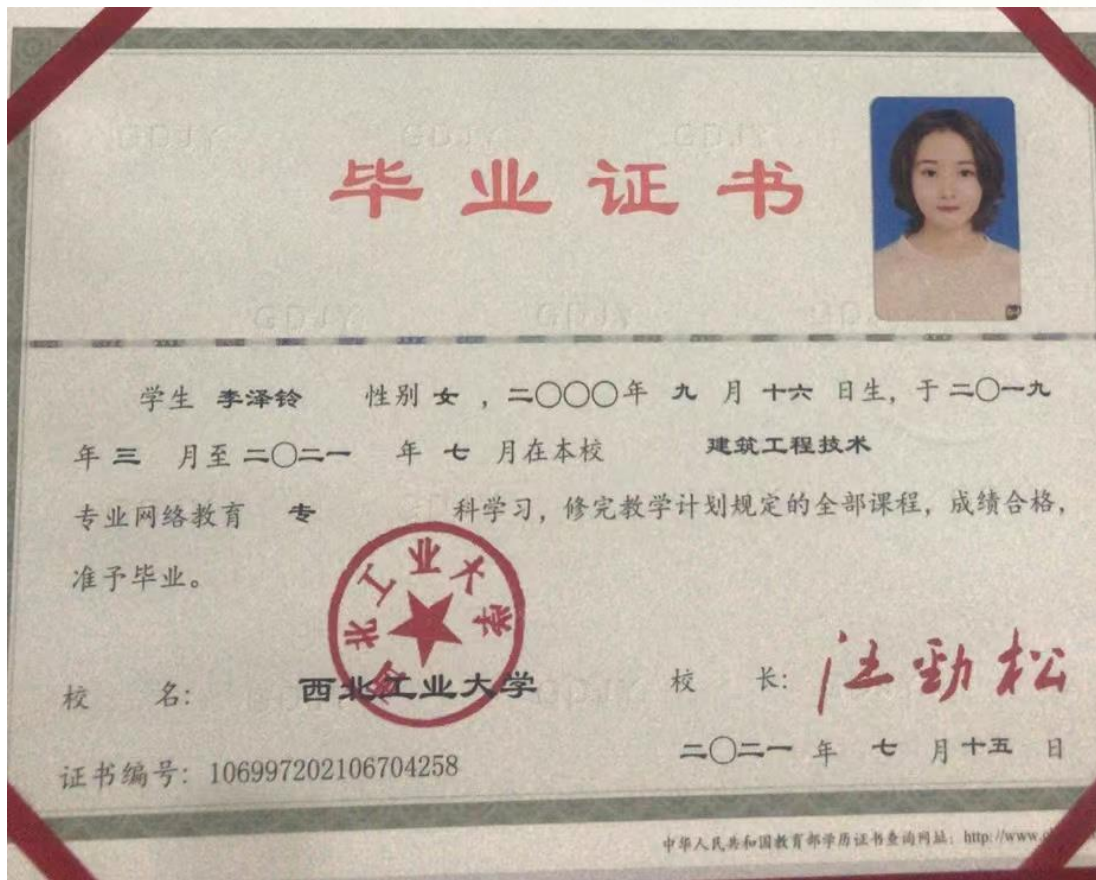 毕业证书
学生 李泽铃 性别 女 ，二〇〇〇年 九 月 十六 日生，于 二〇一九
年 三 月至 二〇二一 年 七 月在本校 建筑工程技术
专业网络教育 专 科学习，修完教学计划规定的全部课程，成绩合格，
准予毕业。
西北工业大学
校 名： 西北工业大学 校 长： 汪劲松
二〇二一 年 七 月 十五 日
证书编号：106997202106704258
中华人民共和国教育部学历证书查询网址：http://www.